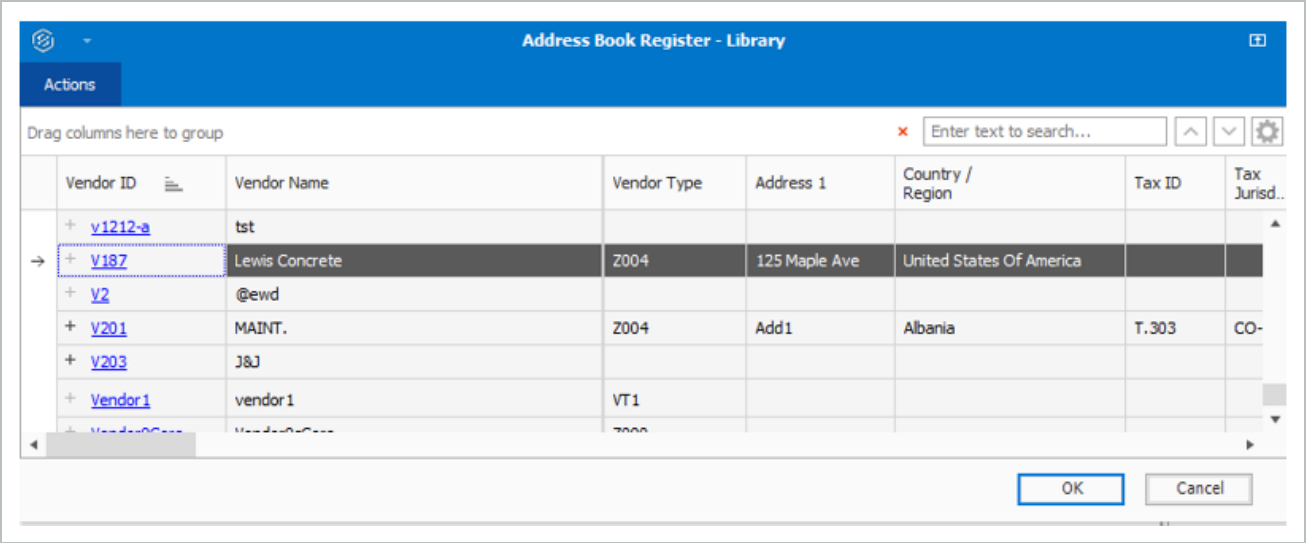 Address Book Register - Library
Actions
Drag columns here to group
Enter text to search...
Vendor ID Vendor Name Vendor Type Address 1 Country / Region Tax ID Tax Jurisd..
v1212-a tst
V187 Lewis Concrete Z004 125 Maple Ave United States Of America
V2 @ewd
V201 MAINT. Z004 Add1 Albania T.303 CO-
V203 J&J
Vendor1 vendor1 VT1
OK Cancel